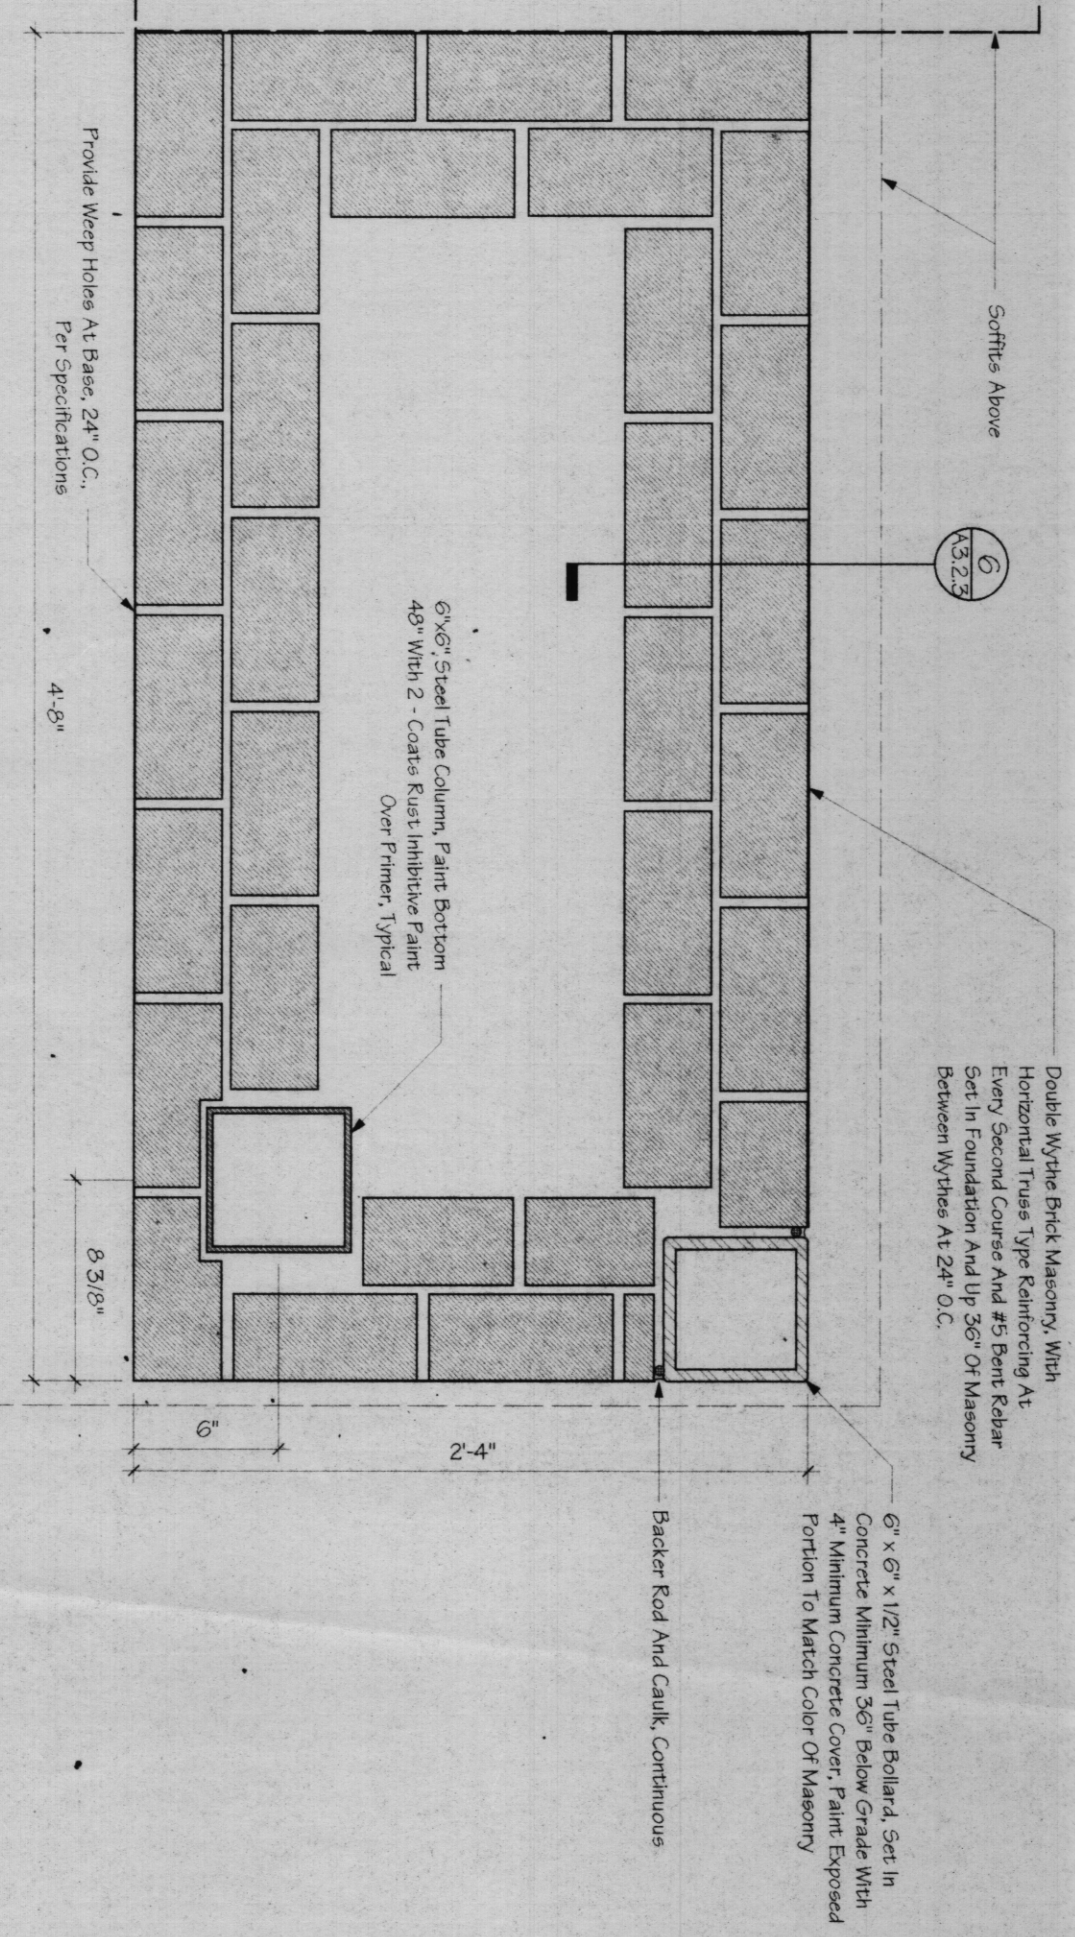 Soffits Above
6
A3.2.3
Double Wythe Brick Masonry, With
Horizontal Truss Type Reinforcing At
Every Second Course And #5 Bent Rebar
Set In Foundation And Up 36" Of Masonry
Between Wythes At 24" O.C.
6" x 6" x 1/2" Steel Tube Bollard, Set In
Concrete Minimum 36" Below Grade With
4" Minimum Concrete Cover, Paint Exposed
Portion To Match Color Of Masonry
Backer Rod And Caulk, Continuous
6"x6" Steel Tube Column, Paint Bottom
48" With 2 - Coats Rust Inhibitive Paint
Over Primer, Typical
2'-4"
6"
Provide Weep Holes At Base, 24" O.C.,
Per Specifications
8 3/8"
4'-8"